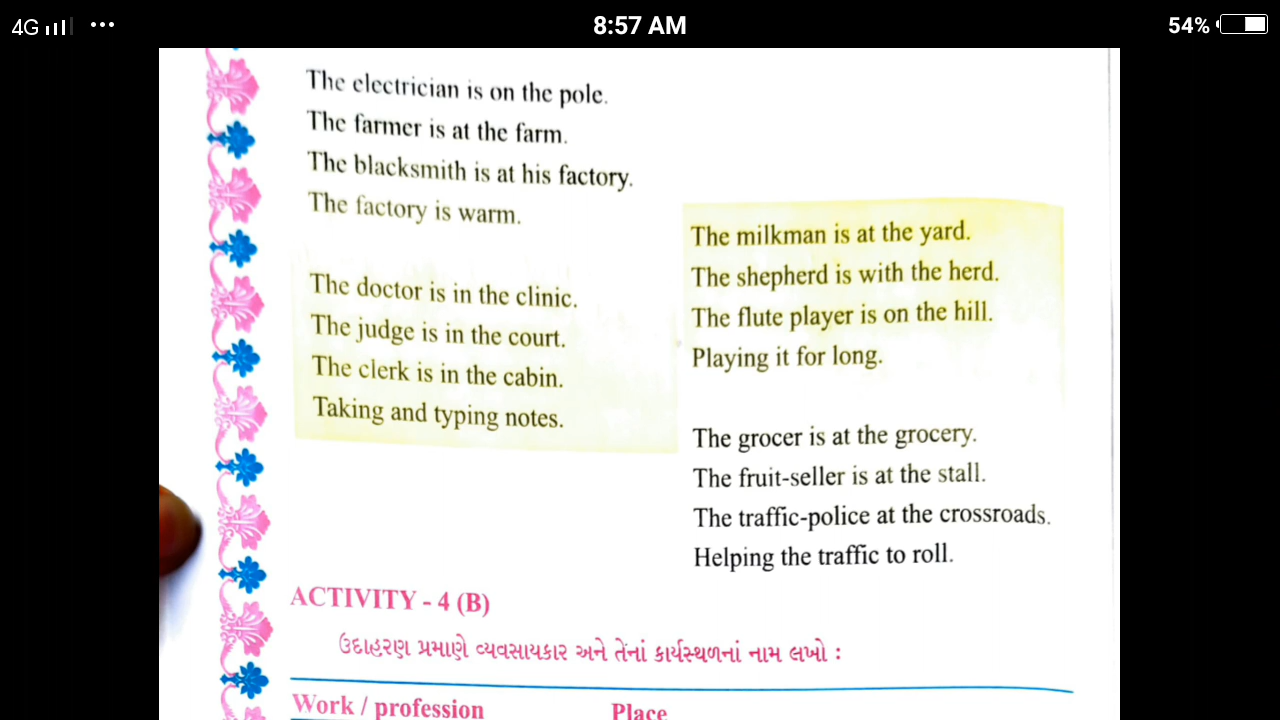 4G
8:57 AM
54%
The electrician is on the pole.
The farmer is at the farm.
The blacksmith is at his factory.
The factory is warm.
The doctor is in the clinic.
The judge is in the court.
The clerk is in the cabin.
Taking and typing notes.
The milkman is at the yard.
The shepherd is with the herd.
The flute player is on the hill.
Playing it for long.
The grocer is at the grocery.
The fruit-seller is at the stall.
The traffic-police at the crossroads.
Helping the traffic to roll.
ACTIVITY - 4 (B)
ઉદાહરણ પ્રમાણે વ્યવસાયકાર અને તેનાં કાર્યસ્થળનાં નામ લખો :
Work / profession Place